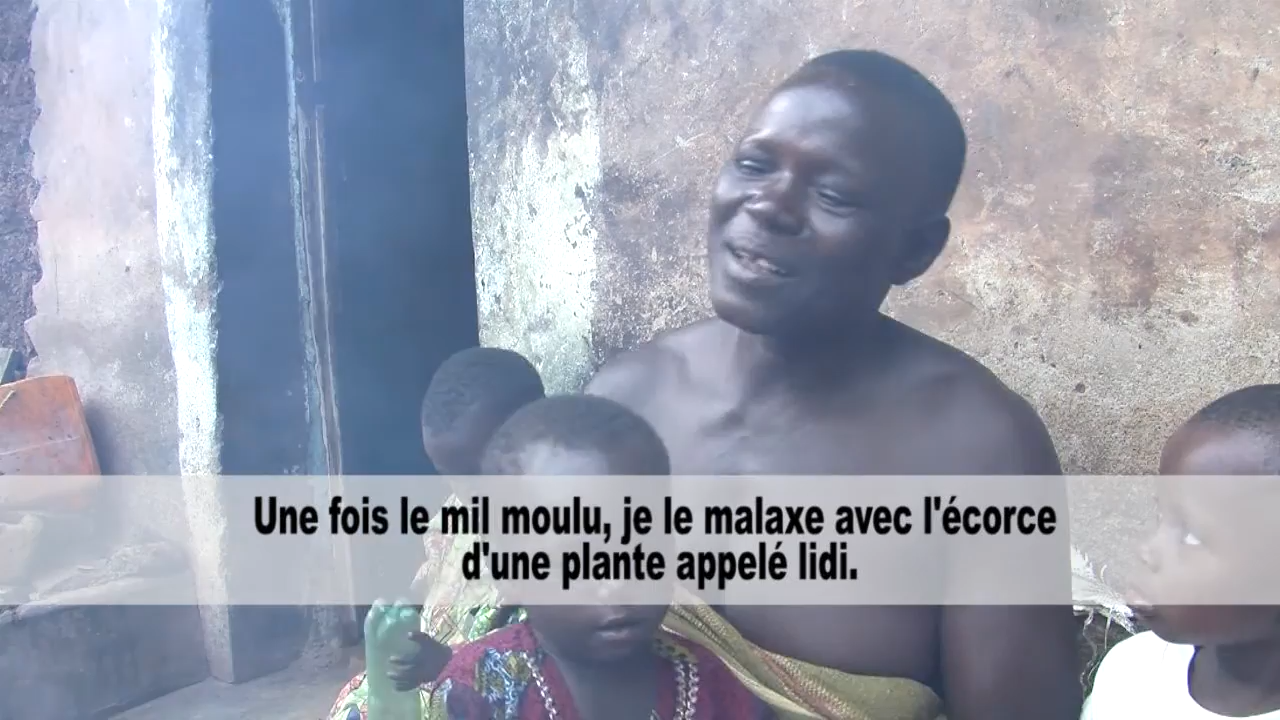 Une fois le mil moulu, je le malaxe avec l'écorce
d'une plante appelé lidi.